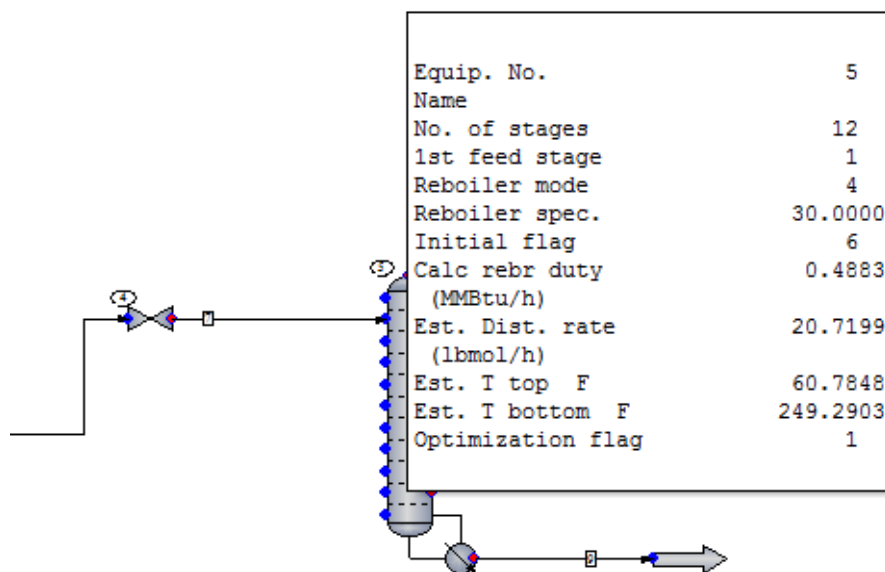 Equip. No. 5
Name
No. of stages 12
1st feed stage 1
Reboiler mode 4
Reboiler spec. 30.0000
Initial flag 6
Calc rebr duty 0.4883
(MMBtu/h)
Est. Dist. rate 20.7199
(lbmol/h)
Est. T top F 60.7848
Est. T bottom F 249.2903
Optimization flag 1
4
7